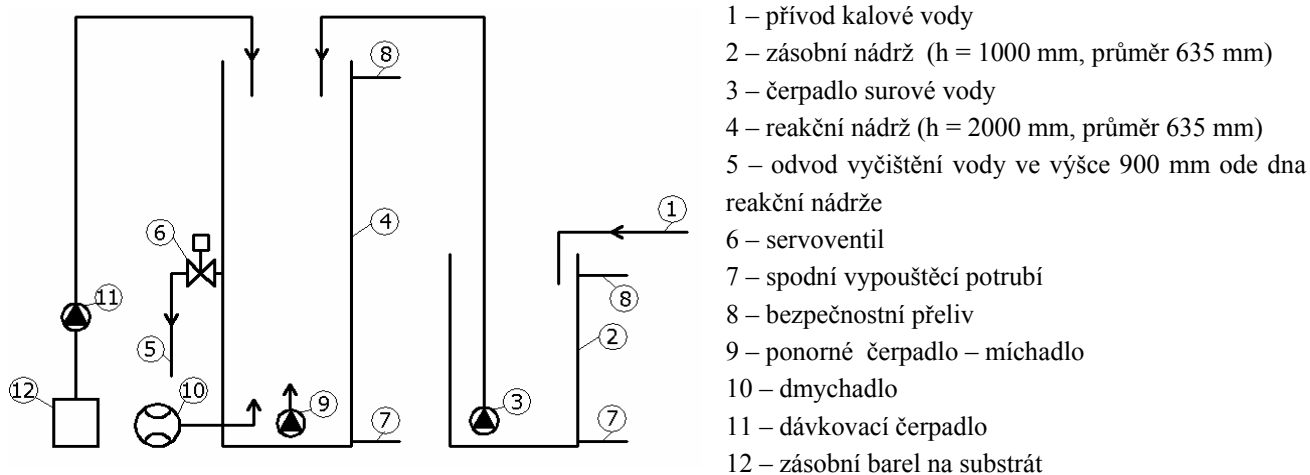 8
1
6
4
8
11
2
5
12
10
9
3
7
7
1 – přívod kalové vody
2 – zásobní nádrž (h = 1000 mm, průměr 635 mm)
3 – čerpadlo surové vody
4 – reakční nádrž (h = 2000 mm, průměr 635 mm)
5 – odvod vyčištění vody ve výšce 900 mm ode dna
reakční nádrže
6 – servoventil
7 – spodní vypouštěcí potrubí
8 – bezpečnostní přeliv
9 – ponorné čerpadlo – míchadlo
10 – dmychadlo
11 – dávkovací čerpadlo
12 – zásobní barel na substrát